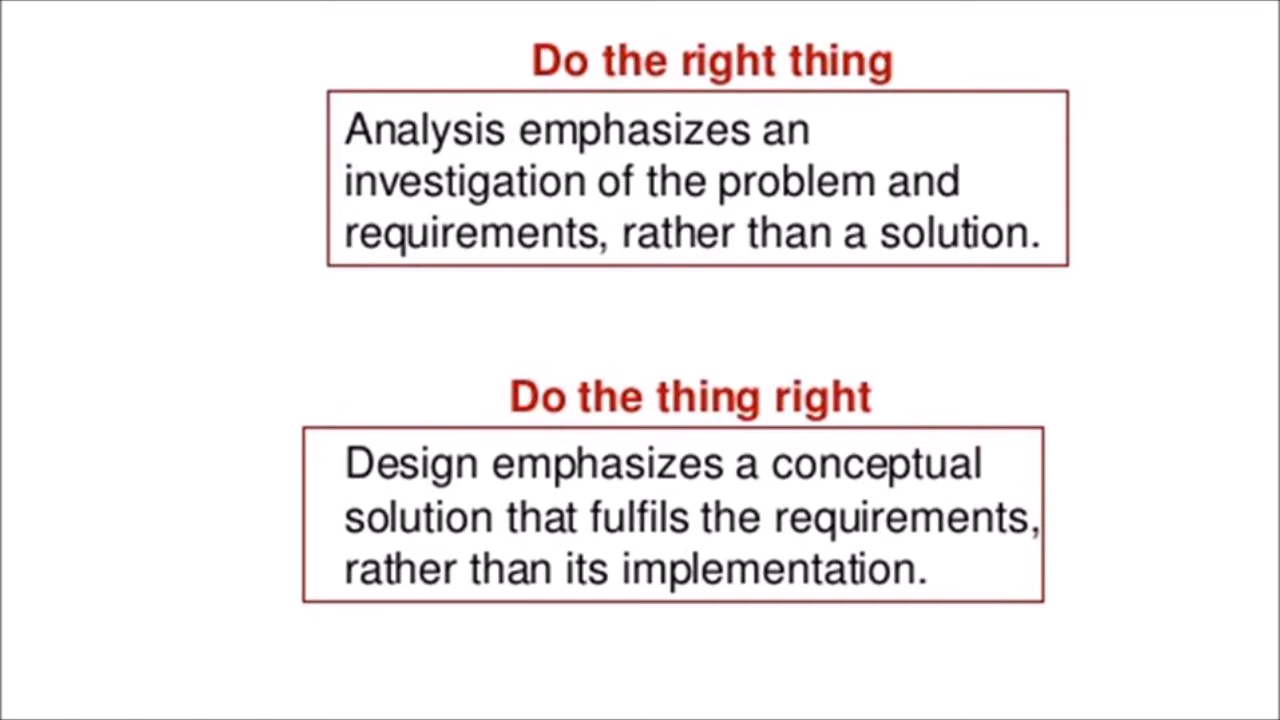 Do the right thing
Analysis emphasizes an
investigation of the problem and
requirements, rather than a solution.
Do the thing right
Design emphasizes a conceptual
solution that fulfils the requirements,
rather than its implementation.